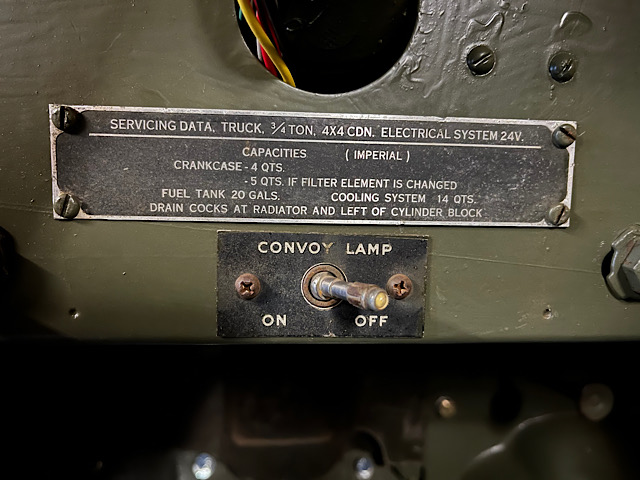 SERVICING DATA, TRUCK, 3/4 TON, 4X4 CDN. ELECTRICAL SYSTEM 24V.
CAPACITIES (IMPERIAL)
CRANKCASE - 4 QTS.
- 5 QTS. IF FILTER ELEMENT IS CHANGED
FUEL TANK 20 GALS. COOLING SYSTEM 14 QTS.
DRAIN COCKS AT RADIATOR AND LEFT OF CYLINDER BLOCK
CONVOY LAMP
ON OFF